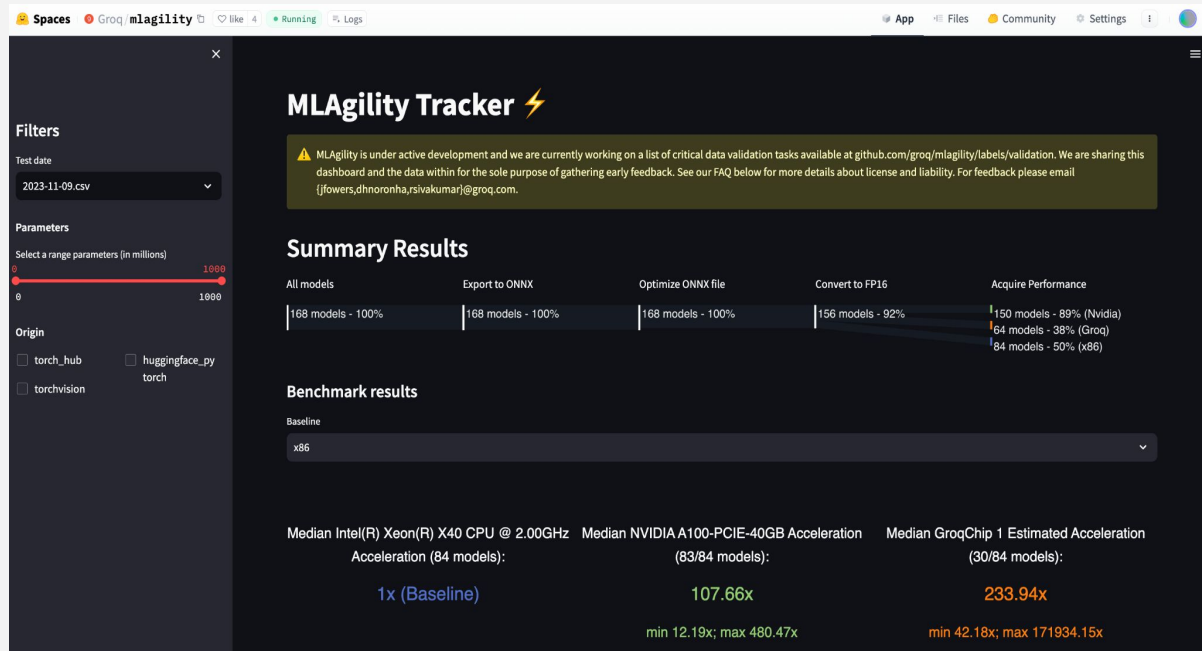 Spaces
Groq/mlagility
like 4
Running
Logs
App
Files
Community
Settings
Filters
Test date
2023-11-09.csv
Parameters
Select a range parameters (in millions)
0 1000
0 1000
Origin
torch_hub
huggingface_py
torch
torchvision
MLAgility Tracker
MLAgility is under active development and we are currently working on a list of critical data validation tasks available at github.com/groq/mlagility/labels/validation. We are sharing this
dashboard and the data within for the sole purpose of gathering early feedback. See our FAQ below for more details about license and liability. For feedback please email
{jfowers,dhnoronha,rsivakumar}@groq.com.
Summary Results
All models
Export to ONNX
Optimize ONNX file
Convert to FP16
Acquire Performance
168 models - 100%
168 models - 100%
168 models - 100%
156 models - 92%
150 models - 89% (Nvidia)
64 models - 38% (Groq)
84 models - 50% (x86)
Benchmark results
Baseline
x86
Median Intel(R) Xeon(R) X40 CPU @ 2.00GHz
Acceleration (84 models):
1x (Baseline)
Median NVIDIA A100-PCIE-40GB Acceleration
(83/84 models):
107.66x
min 12.19x; max 480.47x
Median GroqChip 1 Estimated Acceleration
(30/84 models):
233.94x
min 42.18x; max 171934.15x